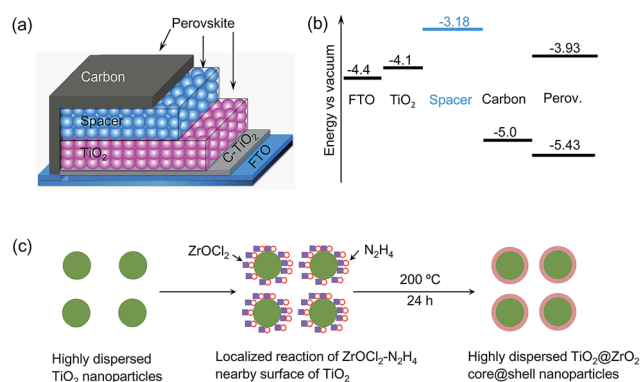 (a)
Perovskite
Carbon
Spacer
TiO₂
C-TiO₂
FTO
(b)
Energy vs vacuum
-3.18
-3.93
-4.4
-4.1
FTO
TiO₂
Spacer
Carbon
Perov.
-5.0
-5.43
(c)
ZrOCl₂
N₂H₄
200 ºC
24 h
Highly dispersed
TiO₂ nanoparticles
Localized reaction of ZrOCl₂-N₂H₄
nearby surface of TiO₂
Highly dispersed TiO₂@ZrO₂
core@shell nanoparticles